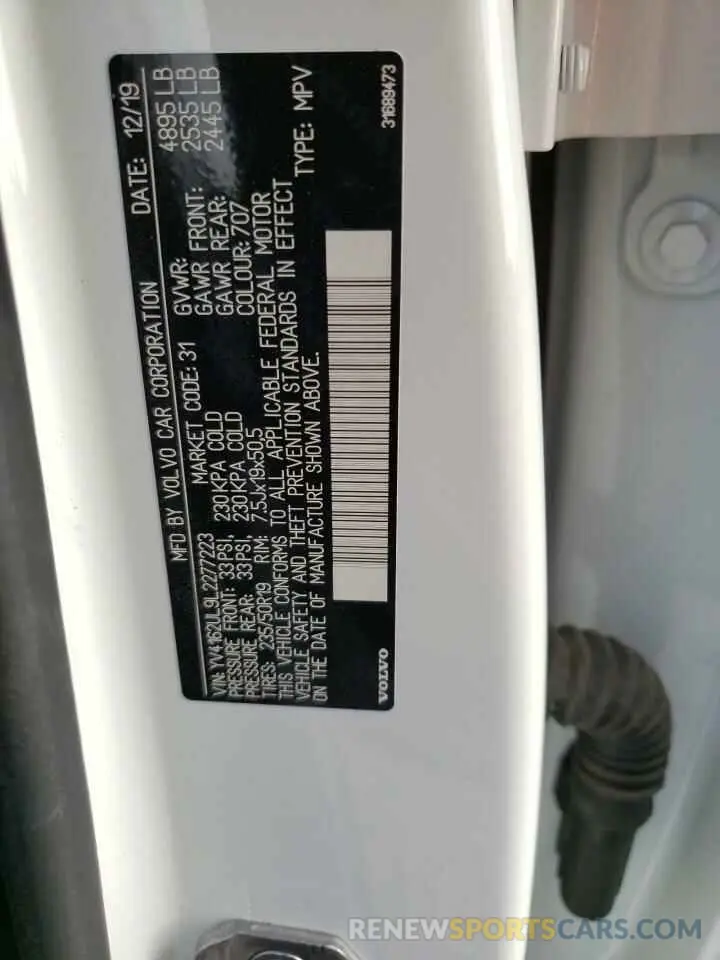 MFD BY VOLVO CAR CORPORATION DATE: 12/19
VIN: YV4162UL9L2277223 MARKET CODE: 31 GVWR: 4895 LB
PRESSURE FRONT: 33PSI, 230KPA COLD GAWR FRONT: 2535 LB
PRESSURE REAR: 33PSI, 230KPA COLD GAWR REAR: 2445 LB
TIRES: 235/50R19 RIM: 7.5Jx19x50,5 COLOUR: 707
THIS VEHICLE CONFORMS TO ALL APPLICABLE FEDERAL MOTOR
VEHICLE SAFETY AND THEFT PREVENTION STANDARDS IN EFFECT
ON THE DATE OF MANUFACTURE SHOWN ABOVE. TYPE: MPV
VOLVO 31689473
RENEWSPORTSCARS.COM